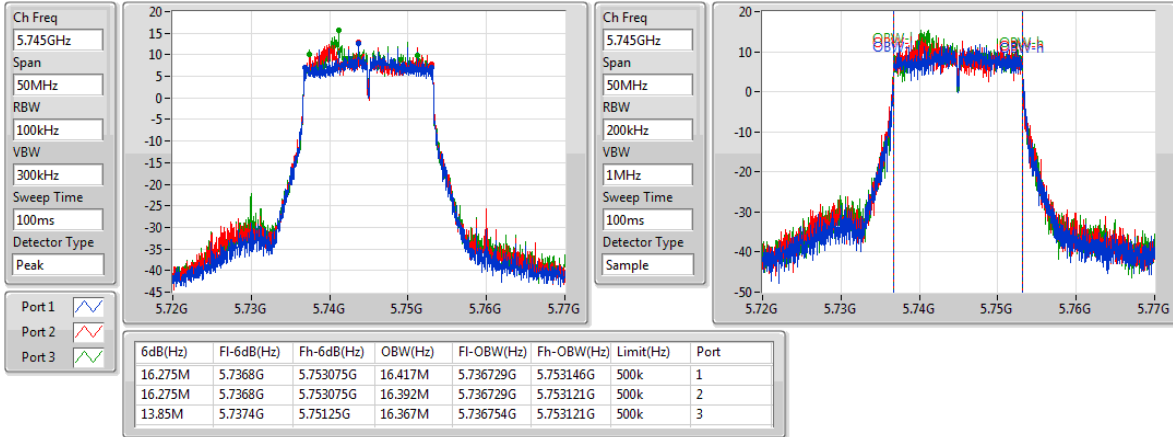 Ch Freq
5.745GHz
Span
50MHz
RBW
100kHz
VBW
300kHz
Sweep Time
100ms
Detector Type
Peak
Port 1
Port 2
Port 3
20
15
10
5
0
-5
-10
-15
-20
-25
-30
-35
-40
-45
5.72G 5.73G 5.74G 5.75G 5.76G 5.77G
Ch Freq
5.745GHz
Span
50MHz
RBW
200kHz
VBW
1MHz
Sweep Time
100ms
Detector Type
Sample
20
10
0
-10
-20
-30
-40
-50
OBW-h
5.72G 5.73G 5.74G 5.75G 5.76G 5.77G
6dB(Hz) Fl-6dB(Hz) Fh-6dB(Hz) OBW(Hz) Fl-OBW(Hz) Fh-OBW(Hz) Limit(Hz) Port
16.275M 5.7368G 5.753075G 16.417M 5.736729G 5.753146G 500k 1
16.275M 5.7368G 5.753075G 16.392M 5.736729G 5.753121G 500k 2
13.85M 5.7374G 5.75125G 16.367M 5.736754G 5.753121G 500k 3